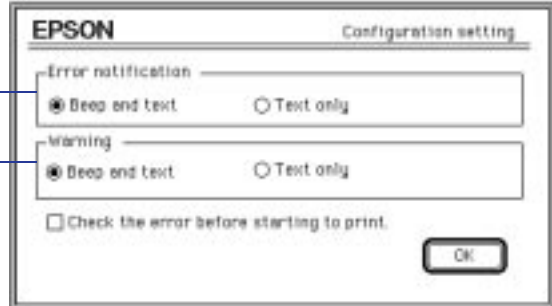 EPSON Configuration setting
Error notification
Beep and text Text only
Warning
Beep and text Text only
Check the error before starting to print.
OK